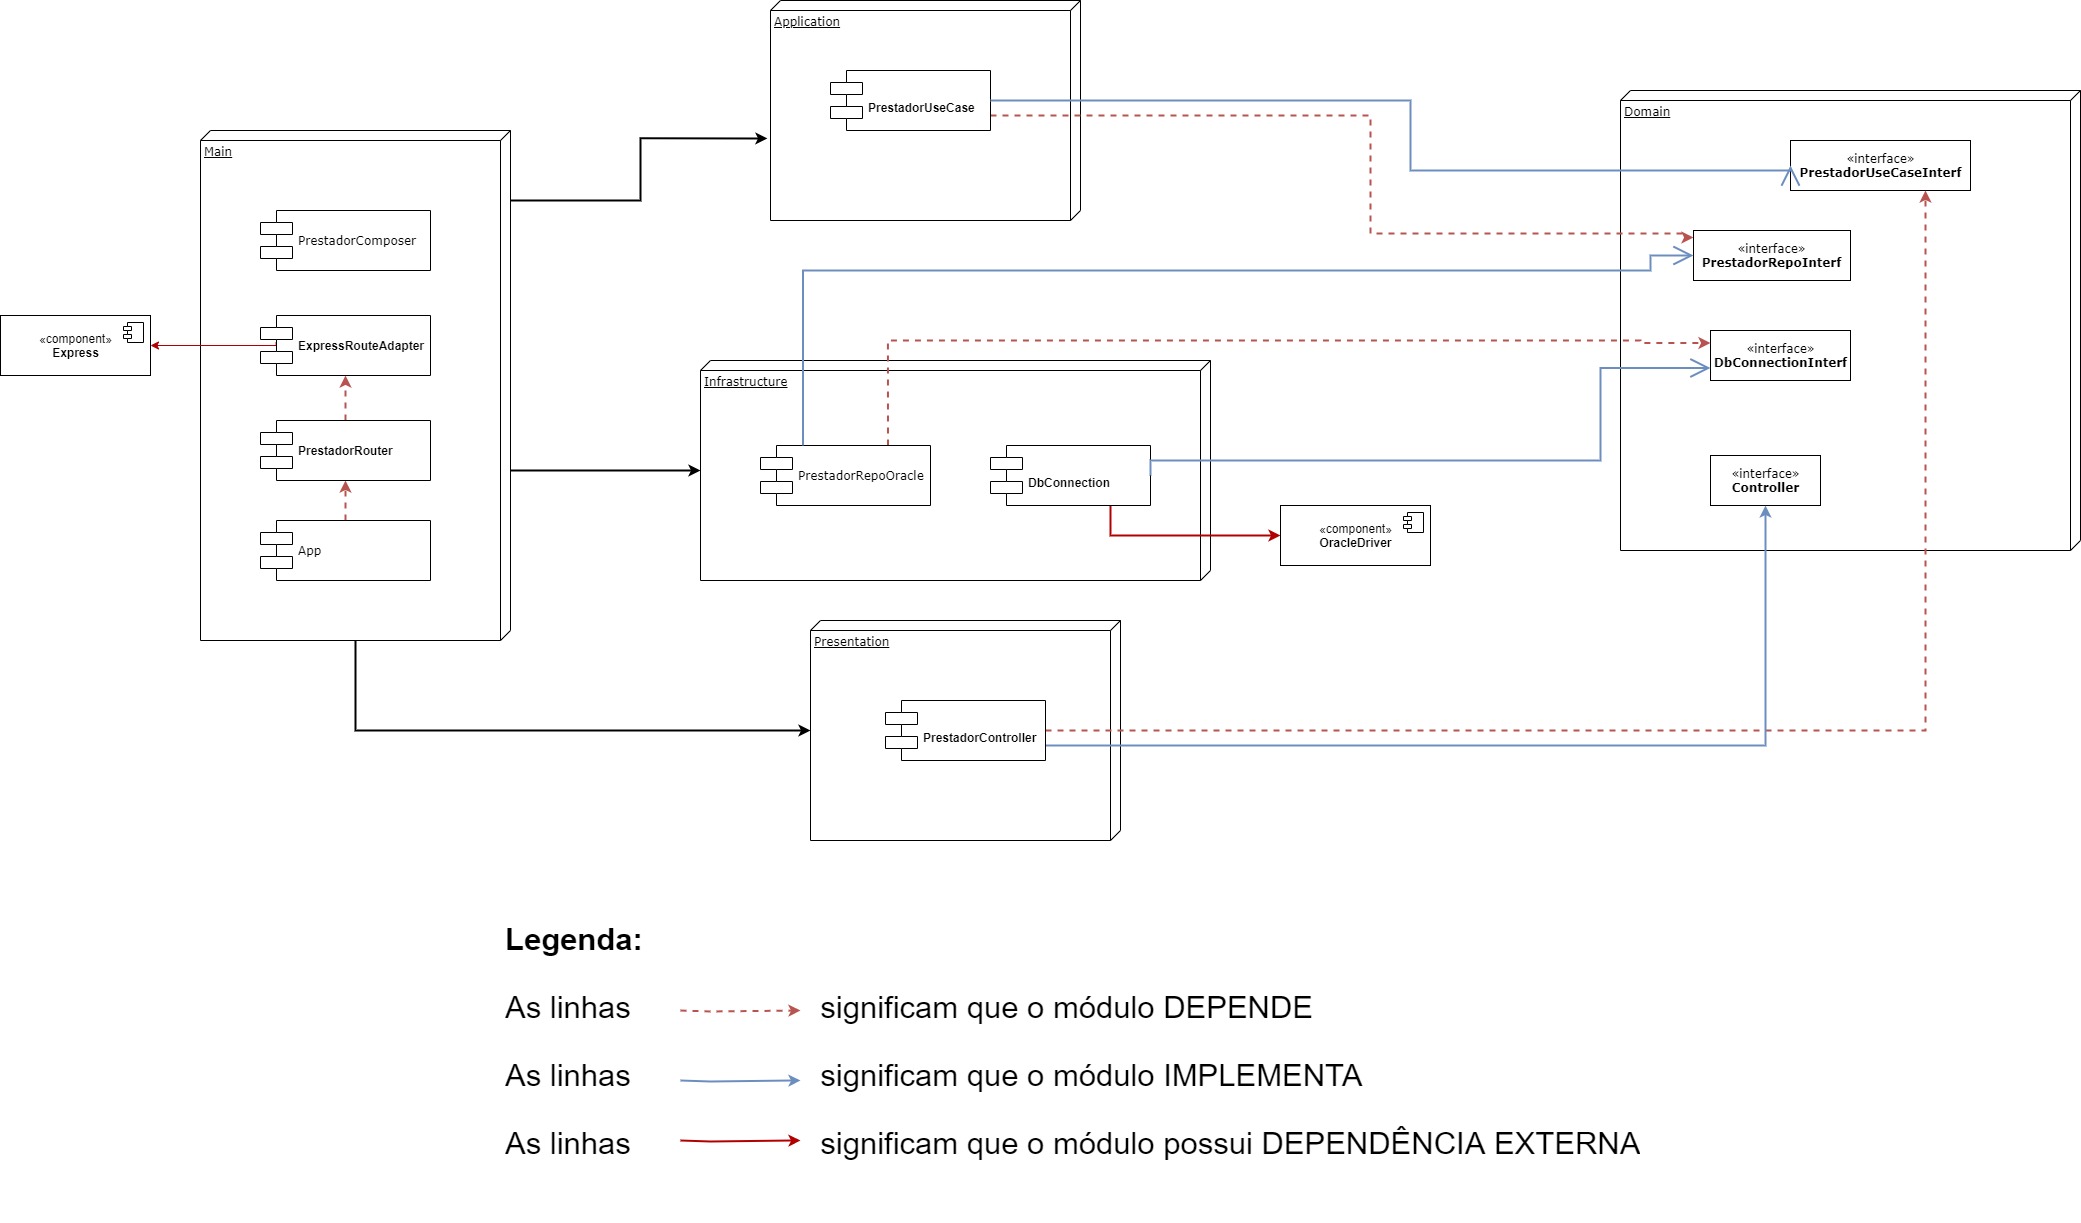 Application
PrestadorUseCase
Domain
«interface»
PrestadorUseCaseInterf
«interface»
PrestadorRepoInterf
«interface»
DbConnectionInterf
«interface»
Controller
Main
PrestadorComposer
ExpressRouteAdapter
PrestadorRouter
App
«component»
Express
Infrastructure
PrestadorRepoOracle
DbConnection
«component»
OracleDriver
Presentation
PrestadorController
Legenda:
As linhas significam que o módulo DEPENDE
As linhas significam que o módulo IMPLEMENTA
As linhas significam que o módulo possui DEPENDÊNCIA EXTERNA